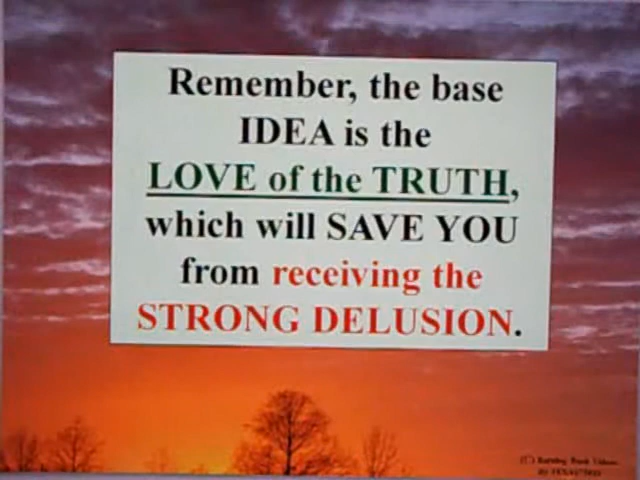 Remember, the base
IDEA is the
LOVE of the TRUTH,
which will SAVE YOU
from receiving the
STRONG DELUSION.